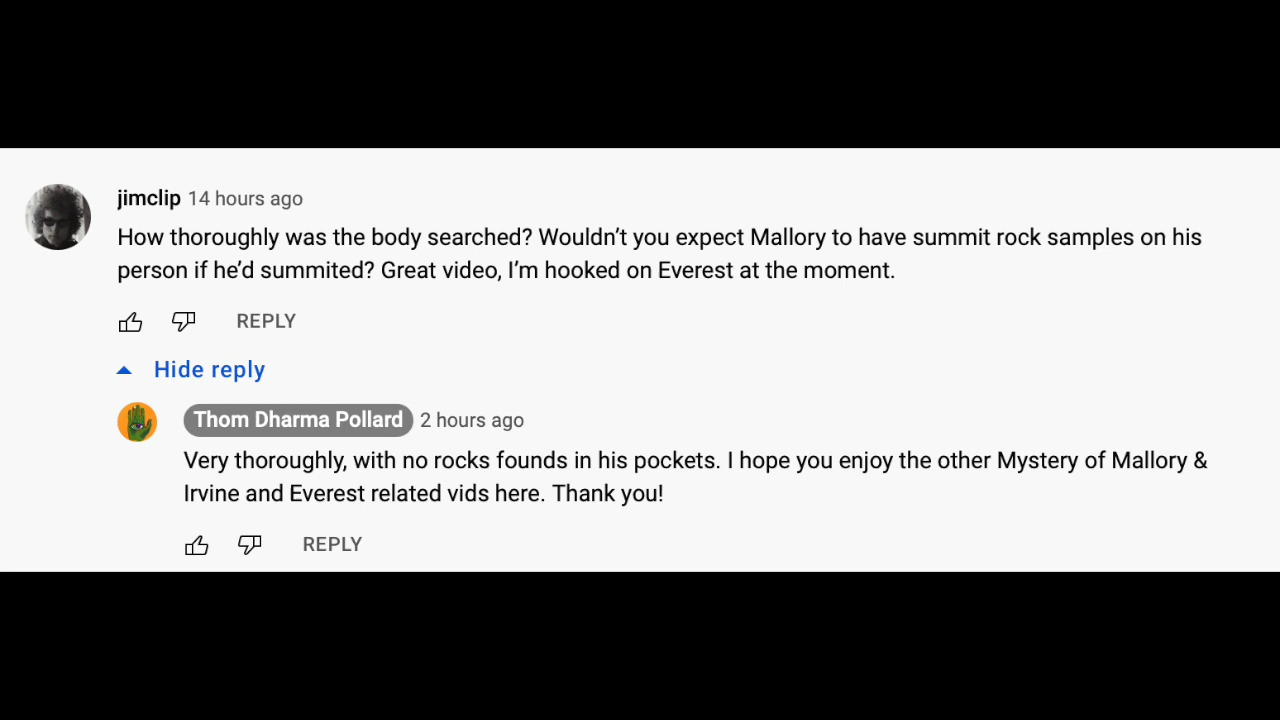 jimclip 14 hours ago
How thoroughly was the body searched? Wouldn’t you expect Mallory to have summit rock samples on his
person if he’d summited? Great video, I’m hooked on Everest at the moment.
REPLY
Hide reply
Thom Dharma Pollard 2 hours ago
Very thoroughly, with no rocks founds in his pockets. I hope you enjoy the other Mystery of Mallory &
Irvine and Everest related vids here. Thank you!
REPLY